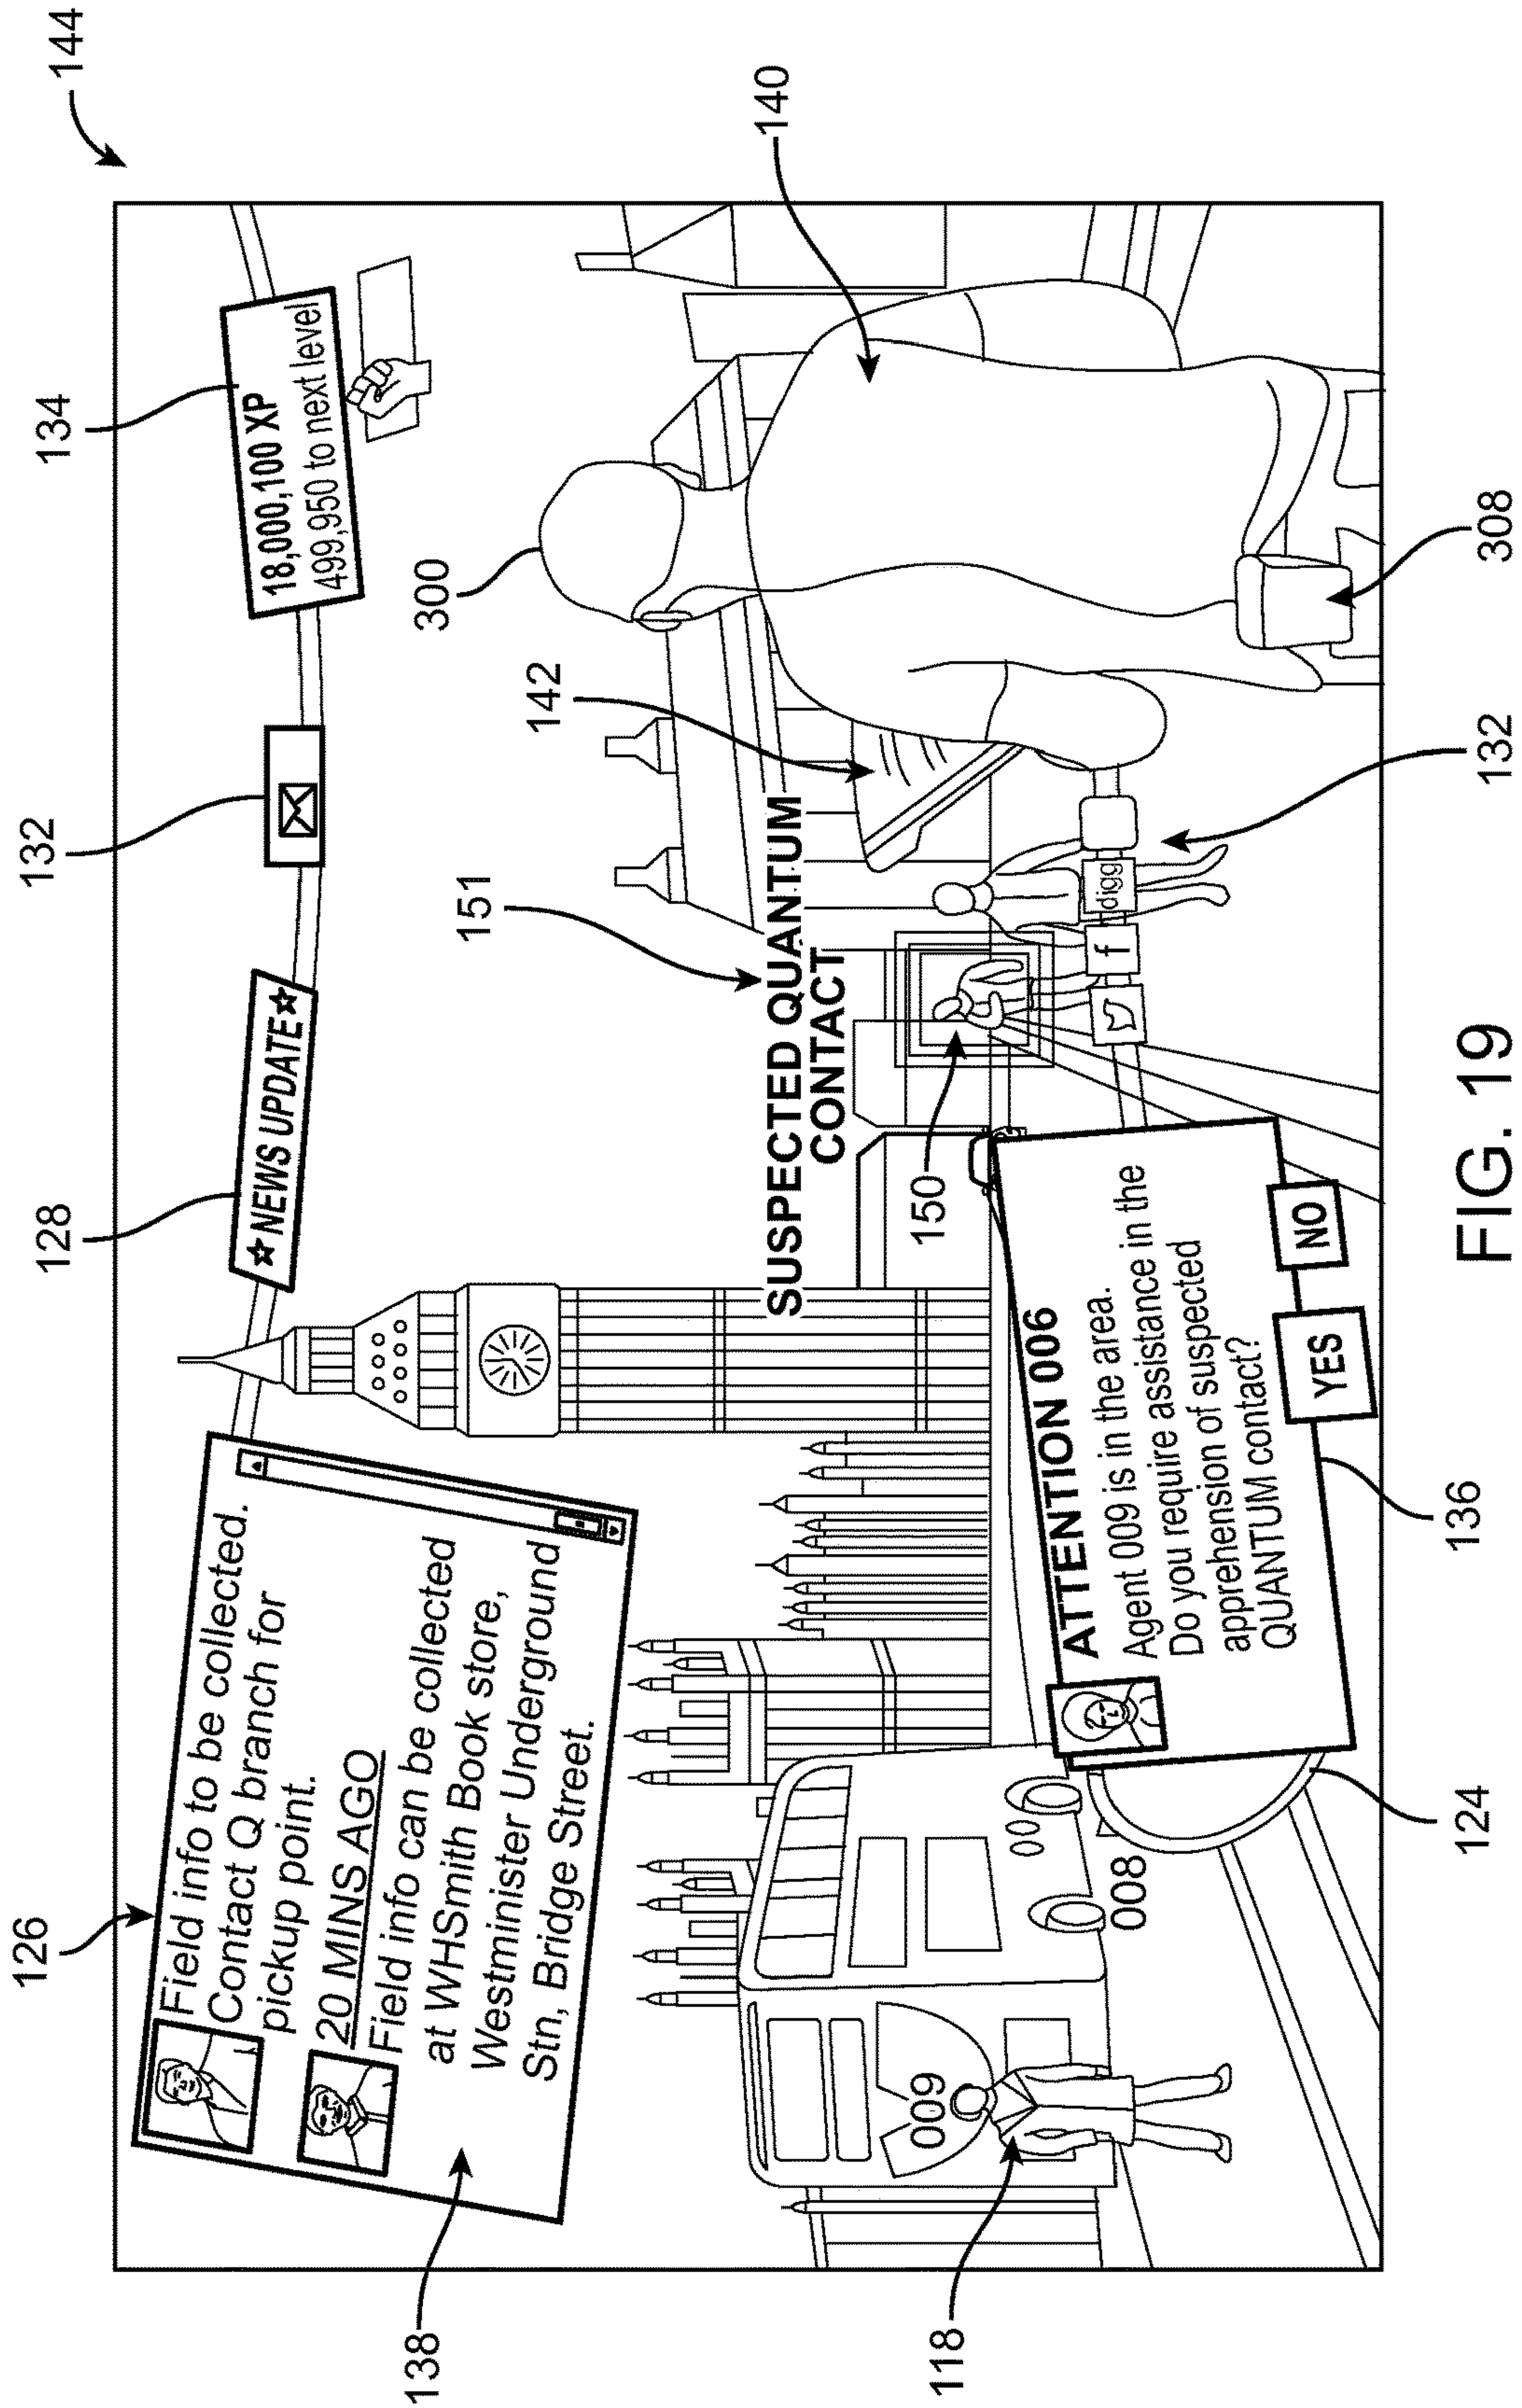 144
126
128
132
134
Field info to be collected.
Contact Q branch for
pickup point.
20 MINS AGO
Field info can be collected
at WHSmith Book store,
Westminister Underground
Stn, Bridge Street.
☆ NEWS UPDATE ☆
18,000,100 XP
499,950 to next level
138
151
142
300
140
SUSPECTED QUANTUM
CONTACT
150
118
009
008
ATTENTION 006
Agent 009 is in the area.
Do you require assistance in the
apprehension of suspected
QUANTUM contact?
YES
NO
f
digg
124
136
132
308
FIG. 19